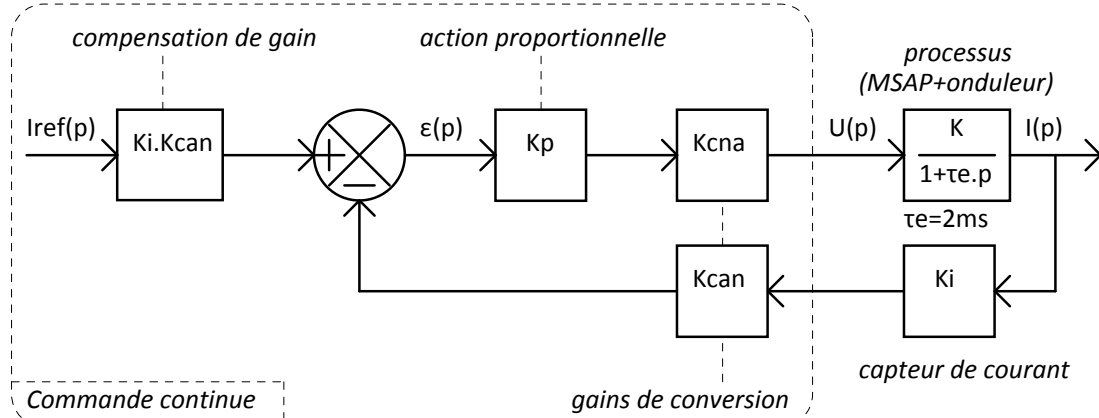 compensation de gain
action proportionnelle
processus
(MSAP+onduleur)
Iref(p)
Ki.Kcan
+
−
ε(p)
Kp
Kcna
U(p)
K
1+τe.p
I(p)
τe=2ms
Kcan
Ki
capteur de courant
Commande continue
gains de conversion